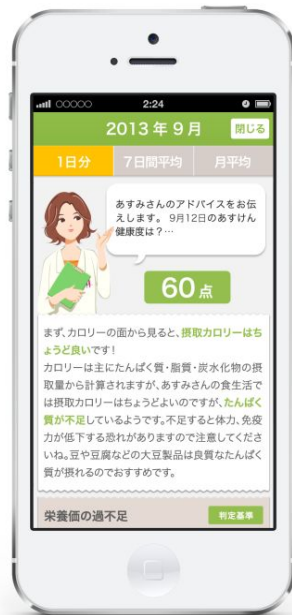 ooooo 2:24
2013年9月 閉じる
1日分 7日間平均 月平均
あすみさんのアドバイスをお伝
えします。 9月12日のあすけん
健康度は？…
60点
まず、カロリーの面から見ると、摂取カロリーはち
ょうど良いです！
カロリーは主にたんぱく質・脂質・炭水化物の摂
取量から計算されますが、あすみさんの食生活で
は摂取カロリーはちょうどよいのですが、たんぱく
質が不足しているようです。不足すると体力、免疫
力が低下する恐れがありますので注意してくださ
いね。豆や豆腐などの大豆製品は良質なたんぱく
質が摂れるのでおすすめです。
栄養価の過不足 判定基準